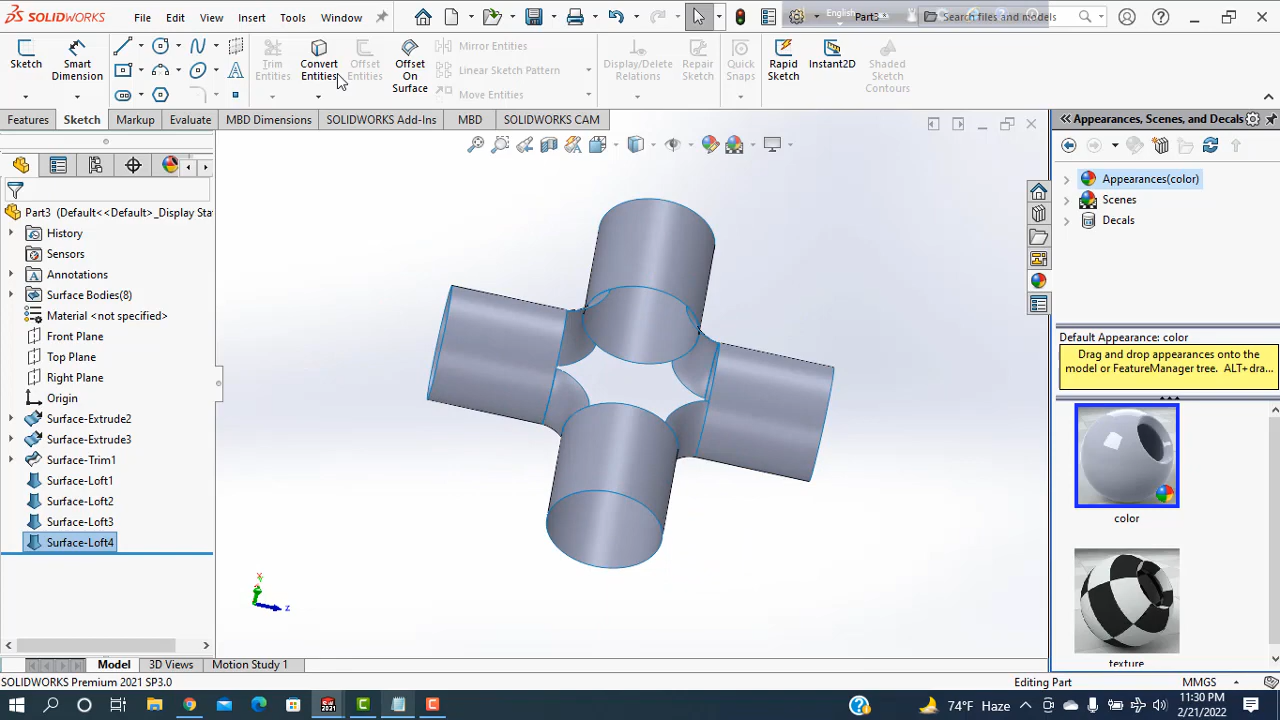 SOLIDWORKS File Edit View Insert Tools Window English Part3 Search files and models
Sketch Smart Dimension Trim Entities Convert Entities Offset Entities Offset On Surface Mirror Entities Linear Sketch Pattern Move Entities Display/Delete Relations Repair Sketch Quick Snaps Rapid Sketch Instant2D Shaded Sketch Contours
Features Sketch Markup Evaluate MBD Dimensions SOLIDWORKS Add-Ins MBD SOLIDWORKS CAM
Appearances, Scenes, and Decals
Appearances(color)
Scenes
Decals
Part3 (Default<<Default>_Display Sta
History
Sensors
Annotations
Surface Bodies(8)
Material <not specified>
Front Plane
Top Plane
Right Plane
Origin
Surface-Extrude2
Surface-Extrude3
Surface-Trim1
Surface-Loft1
Surface-Loft2
Surface-Loft3
Surface-Loft4
Default Appearance: color
Drag and drop appearances onto the
model or FeatureManager tree. ALT+ dra...
color
texture
Y
z
Model 3D Views Motion Study 1
SOLIDWORKS Premium 2021 SP3.0 Editing Part MMGS
74°F Haze 11:30 PM
2/21/2022